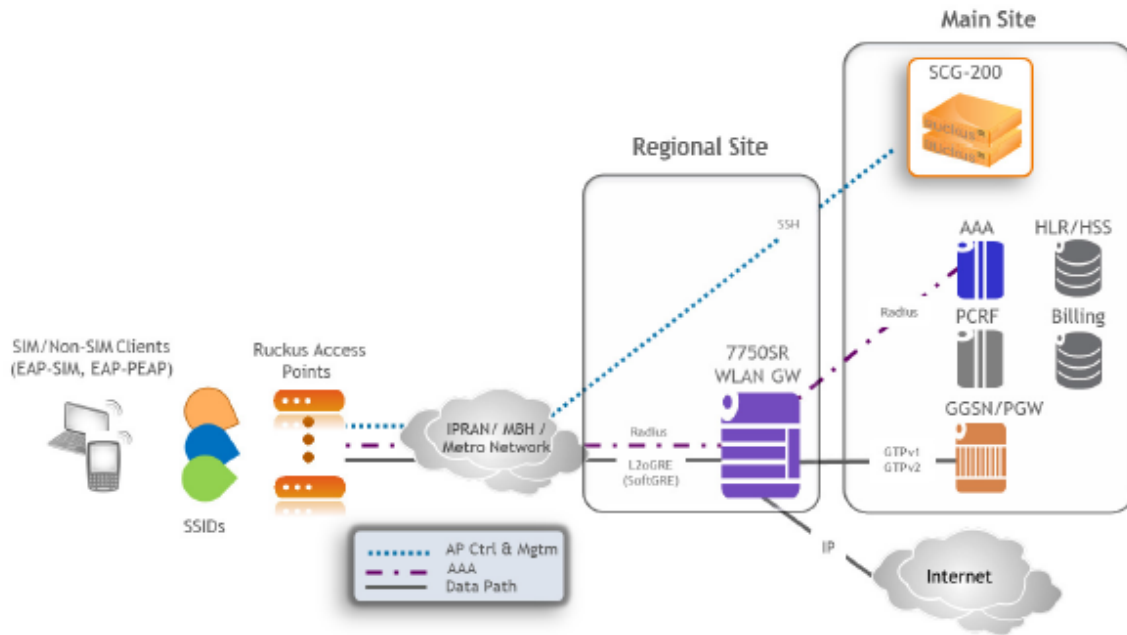 Main Site
SCG-200
Ruckus
Ruckus
Regional Site
SSH
AAA
HLR/HSS
Radius
PCRF
Billing
SIM/Non-SIM Clients
(EAP-SIM, EAP-PEAP)
Ruckus Access
Points
7750SR
WLAN GW
GGSN/PGW
IPRAN/ MBH /
Metro Network
Radius
L2oGRE
(SoftGRE)
GTPv1
GTPv2
SSIDs
AP Ctrl & Mgtm
AAA
Data Path
IP
Internet